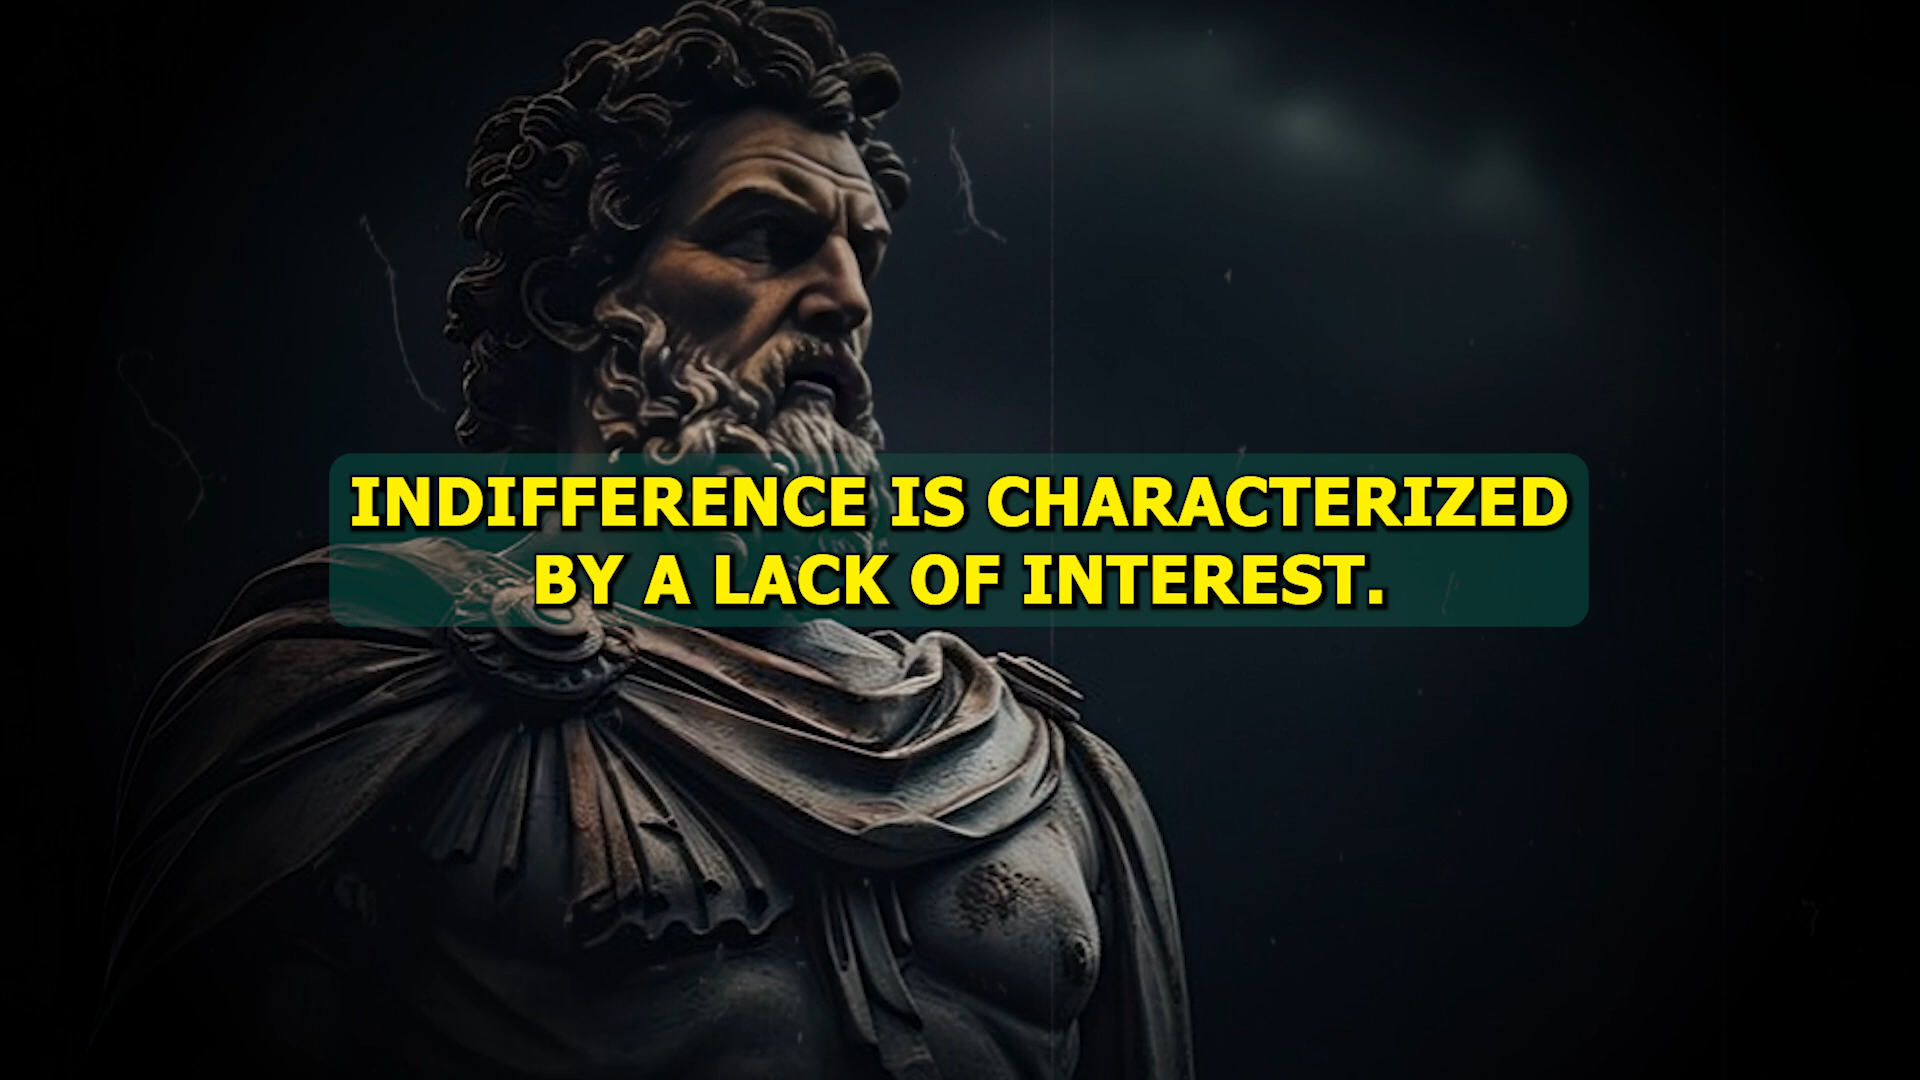 INDIFFERENCE IS CHARACTERIZED
BY A LACK OF INTEREST.